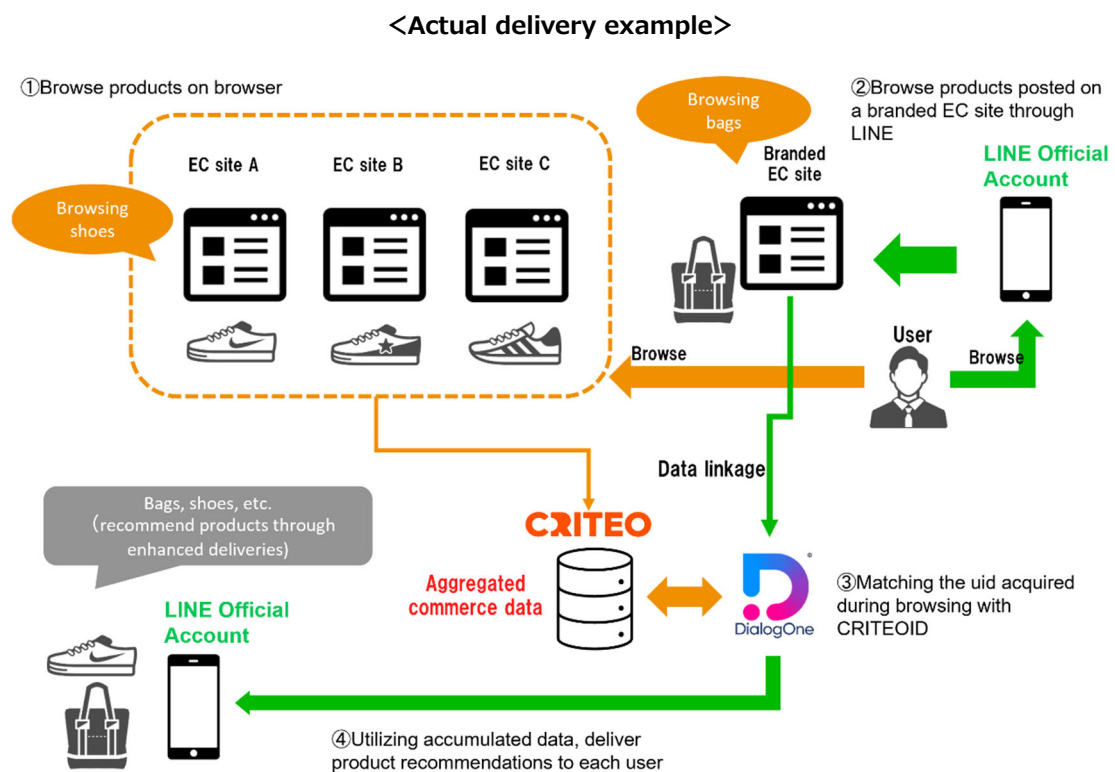 <Actual delivery example>
①Browse products on browser
Browsing
shoes
EC site A
EC site B
EC site C
Browsing
bags
Branded
EC site
②Browse products posted on
a branded EC site through
LINE
LINE Official
Account
Browse
User
Browse
Data linkage
CRITEO
Aggregated
commerce data
DialogOne
③Matching the uid acquired
during browsing with
CRITEOID
Bags, shoes, etc.
(recommend products through
enhanced deliveries)
LINE Official
Account
④Utilizing accumulated data, deliver
product recommendations to each user